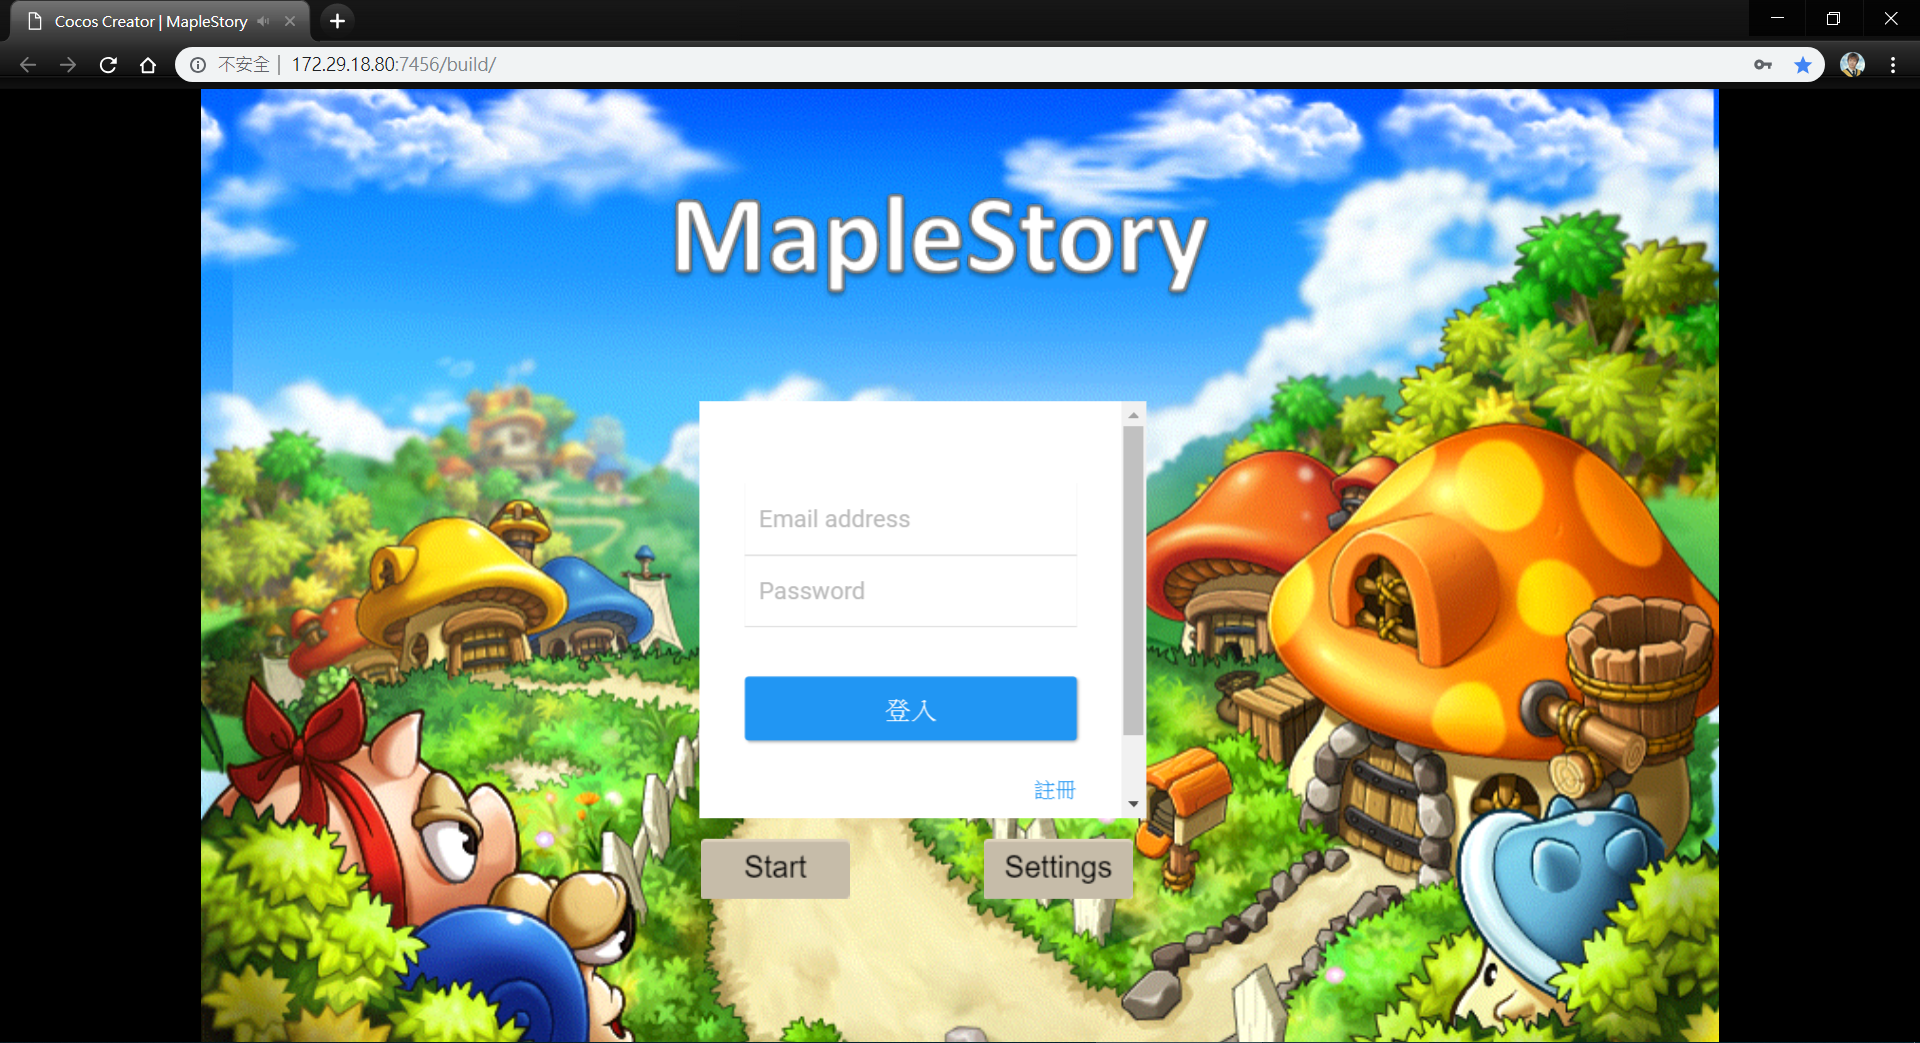 Cocos Creator | MapleStory
不安全 | 172.29.18.80:7456/build/
MapleStory
Email address
Password
登入
註冊
Start
Settings